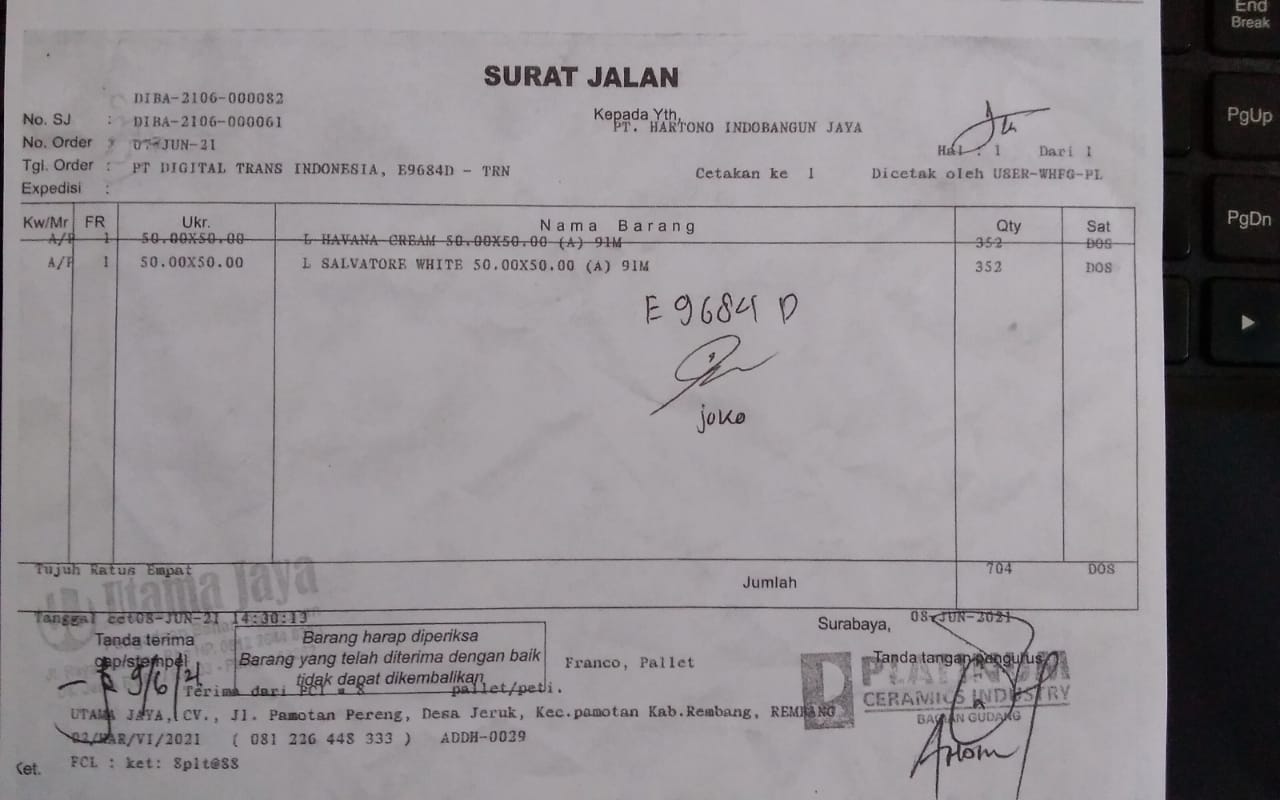 SURAT JALAN
DIBA-2106-000082
No. SJ : DIBA-2106-000061
No. Order : 07-JUN-21
Tgl. Order : PT DIGITAL TRANS INDONESIA, E9684D - TRN
Expedisi :
Kepada Yth,
PT. HARTONO INDOBANGUN JAYA
Hal : 1 Dari 1
Cetakan ke 1 Dicetak oleh USER-WHFG-PL
Kw/Mr FR Ukr. Nama Barang Qty Sat
A/P 1 50.00X50.00 L HAVANA CREAM 50.00X50.00 (A) 91M 352 DOS
A/P 1 50.00X50.00 L SALVATORE WHITE 50.00X50.00 (A) 91M 352 DOS
E 9684 D
joko
Tujuh Ratus Empat 704 DOS
Jumlah
Utama Jaya
Tanggal cet08-JUN-21 14:30:13
Surabaya, 08-JUN-2021
Tanda terima
cap/stempel
9/6/21
Barang harap diperiksa
Barang yang telah diterima dengan baik
tidak dapat dikembalikan
Franco, Pallet
Tanda tangan pengurus
PLATINUM
CERAMICS INDUSTRY
BAGIAN GUDANG
Terima dari PCI = 8 pallet/peti.
UTAMA JAYA, CV., Jl. Pamotan Pereng, Desa Jeruk, Kec.pamotan Kab.Rembang, REMBANG
02/MAR/VI/2021 ( 081 226 448 333 ) ADDH-0029
Ket. FCL : ket: 8plt@88
End
Break
PgUp
PgDn